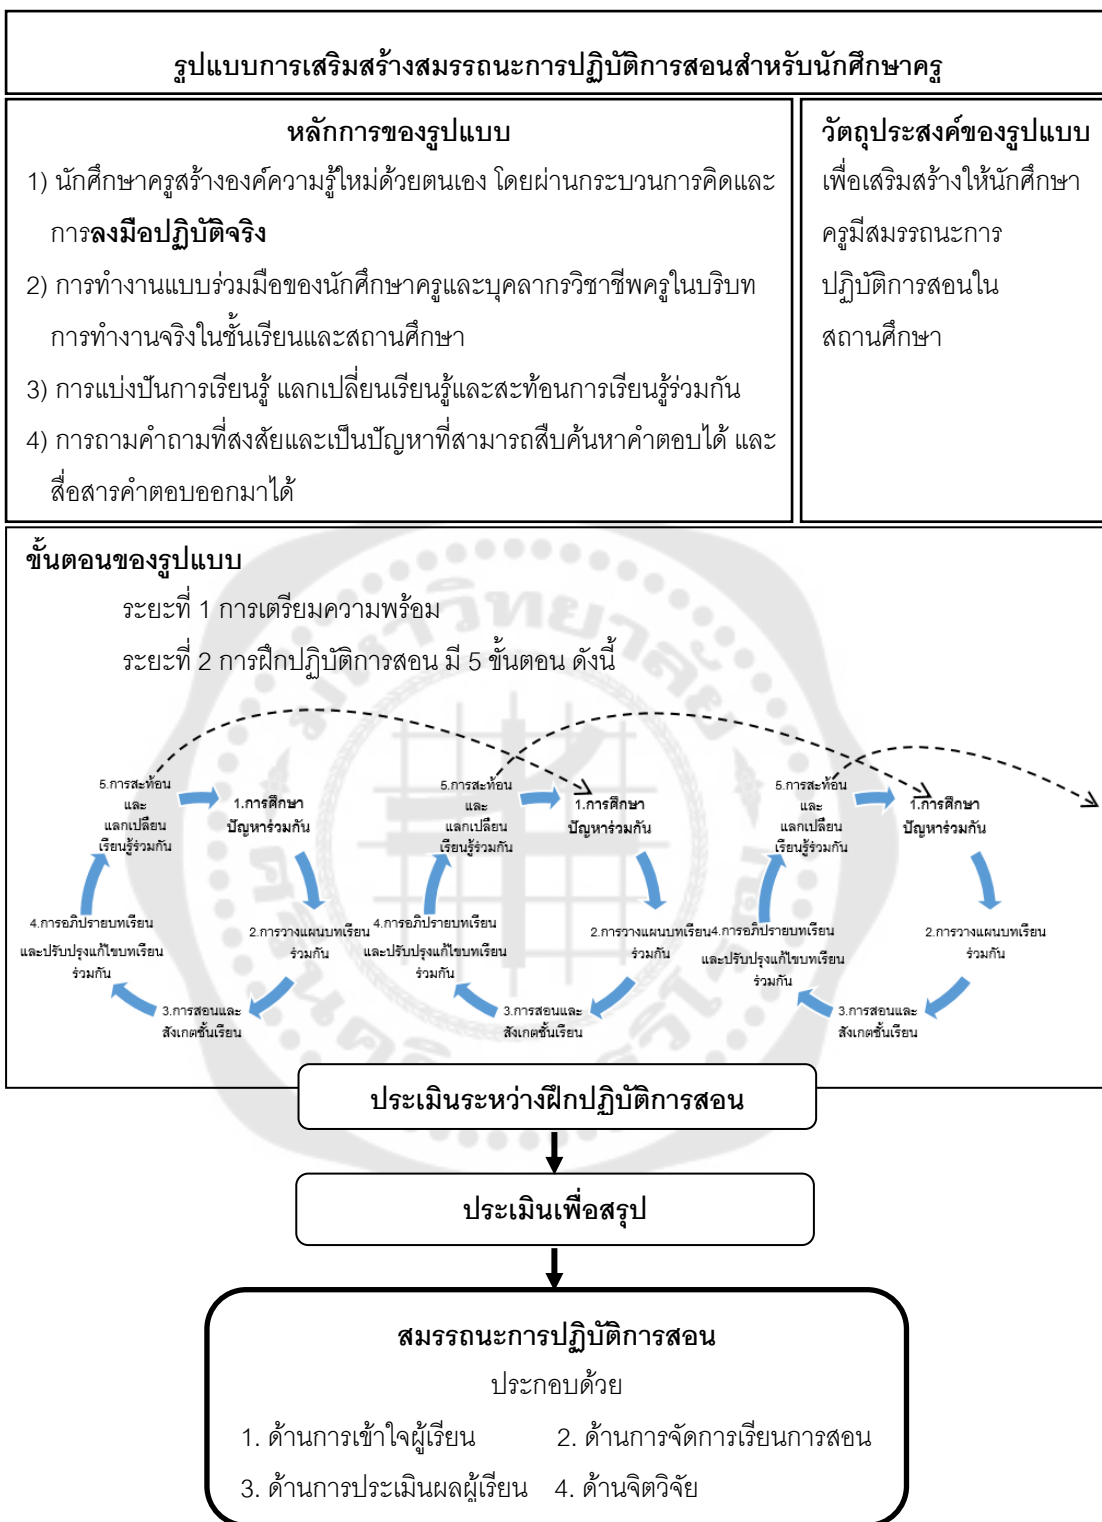 รูปแบบการเสริมสร้างสมรรถนะการปฏิบัติการสอนสำหรับนักศึกษาครู
หลักการของรูปแบบ
1) นักศึกษาครูสร้างองค์ความรู้ใหม่ด้วยตนเอง โดยผ่านกระบวนการคิดและ
การลงมือปฏิบัติจริง
2) การทำงานแบบร่วมมือของนักศึกษาครูและบุคลากรวิชาชีพครูในบริบท
การทำงานจริงในชั้นเรียนและสถานศึกษา
3) การแบ่งปันการเรียนรู้ แลกเปลี่ยนเรียนรู้และสะท้อนการเรียนรู้ร่วมกัน
4) การถามคำถามที่สงสัยและเป็นปัญหาที่สามารถสืบค้นหาคำตอบได้ และ
สื่อสารคำตอบออกมาได้
วัตถุประสงค์ของรูปแบบ
เพื่อเสริมสร้างให้นักศึกษา
ครูมีสมรรถนะการ
ปฏิบัติการสอนใน
สถานศึกษา
ขั้นตอนของรูปแบบ
ระยะที่ 1 การเตรียมความพร้อม
ระยะที่ 2 การฝึกปฏิบัติการสอน มี 5 ขั้นตอน ดังนี้
5.การสะท้อน
และ
แลกเปลี่ยน
เรียนรู้ร่วมกัน
1.การศึกษา
ปัญหาร่วมกัน
2.การวางแผนบทเรียน
ร่วมกัน
3.การสอนและ
สังเกตชั้นเรียน
4.การอภิปรายบทเรียน
และปรับปรุงแก้ไขบทเรียน
ร่วมกัน
5.การสะท้อน
และ
แลกเปลี่ยน
เรียนรู้ร่วมกัน
1.การศึกษา
ปัญหาร่วมกัน
2.การวางแผนบทเรียน
ร่วมกัน
3.การสอนและ
สังเกตชั้นเรียน
4.การอภิปรายบทเรียน
และปรับปรุงแก้ไขบทเรียน
ร่วมกัน
5.การสะท้อน
และ
แลกเปลี่ยน
เรียนรู้ร่วมกัน
1.การศึกษา
ปัญหาร่วมกัน
2.การวางแผนบทเรียน
ร่วมกัน
3.การสอนและ
สังเกตชั้นเรียน
4.การอภิปรายบทเรียน
และปรับปรุงแก้ไขบทเรียน
ร่วมกัน
ประเมินระหว่างฝึกปฏิบัติการสอน
ประเมินเพื่อสรุป
สมรรถนะการปฏิบัติการสอน
ประกอบด้วย
1. ด้านการเข้าใจผู้เรียน 2. ด้านการจัดการเรียนการสอน
3. ด้านการประเมินผลผู้เรียน 4. ด้านจิตวิจัย
มหาวิทยาลัย
ศรีนครินทรวิโรฒ